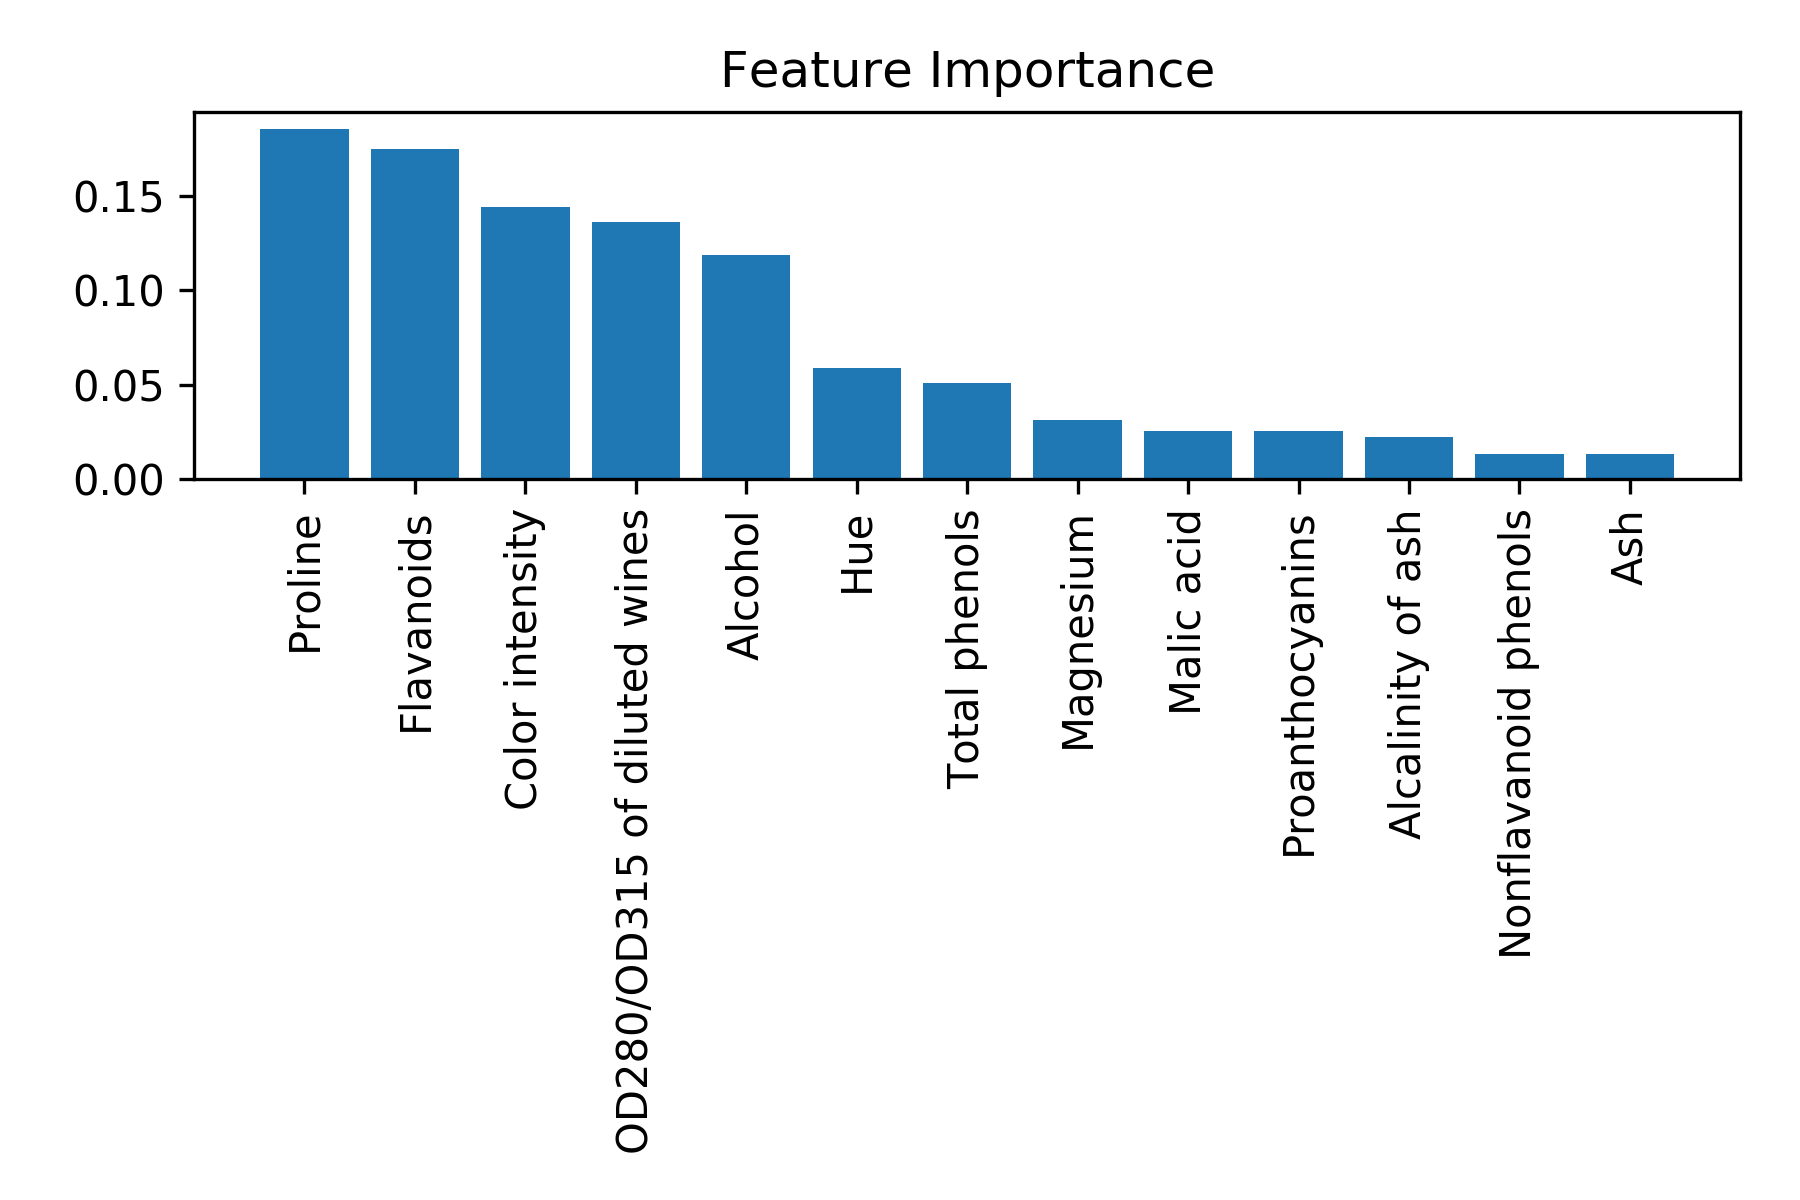 Feature Importance
0.15
0.10
0.05
0.00
Proline
Flavanoids
Color intensity
OD280/OD315 of diluted wines
Alcohol
Hue
Total phenols
Magnesium
Malic acid
Proanthocyanins
Alcalinity of ash
Nonflavanoid phenols
Ash